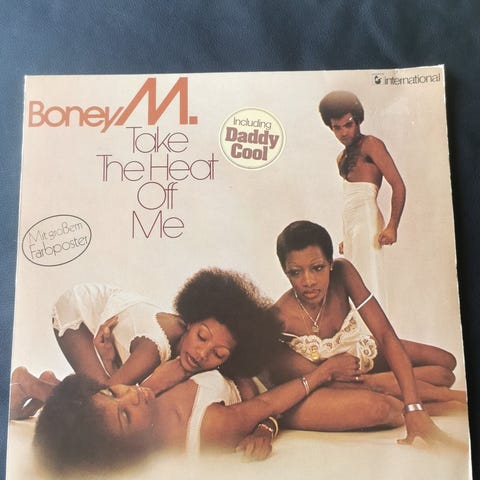 international
Boney M.
Take
The Heat
Off
Me
Including
Daddy
Cool
Mit großem
Farbposter